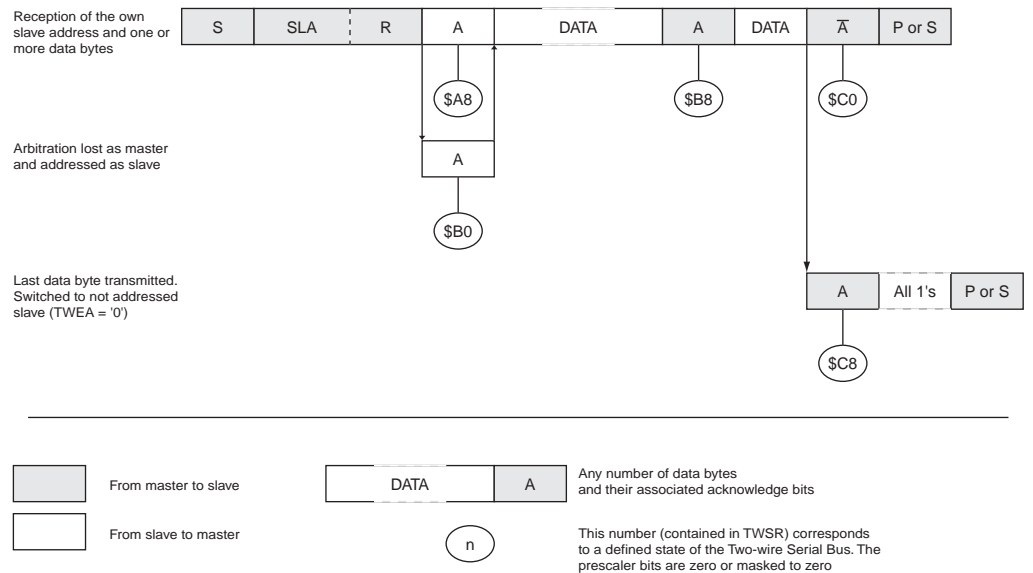 Reception of the own
slave address and one or
more data bytes
S SLA R A DATA A DATA A̅ P or S
$A8 $B8 $C0
Arbitration lost as master
and addressed as slave
A
$B0
Last data byte transmitted.
Switched to not addressed
slave (TWEA = '0')
A All 1's P or S
$C8
From master to slave
DATA A
Any number of data bytes
and their associated acknowledge bits
From slave to master
n
This number (contained in TWSR) corresponds
to a defined state of the Two-wire Serial Bus. The
prescaler bits are zero or masked to zero